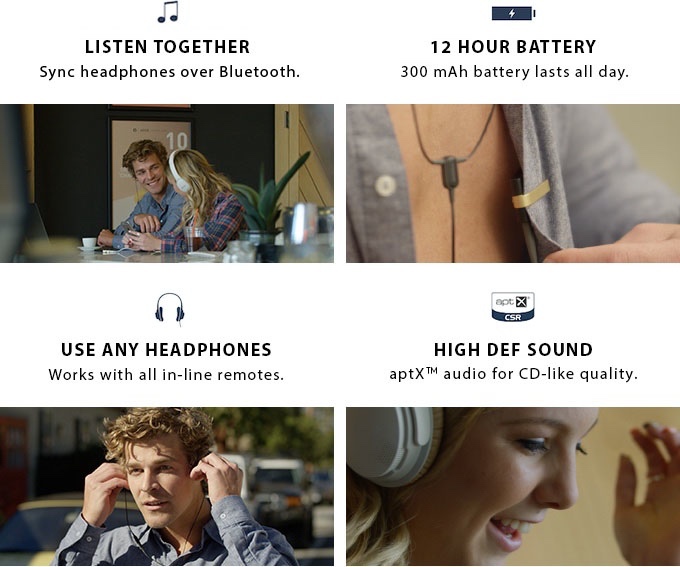 LISTEN TOGETHER
Sync headphones over Bluetooth.
12 HOUR BATTERY
300 mAh battery lasts all day.
10
USE ANY HEADPHONES
Works with all in-line remotes.
aptX
CSR
HIGH DEF SOUND
aptX™ audio for CD-like quality.